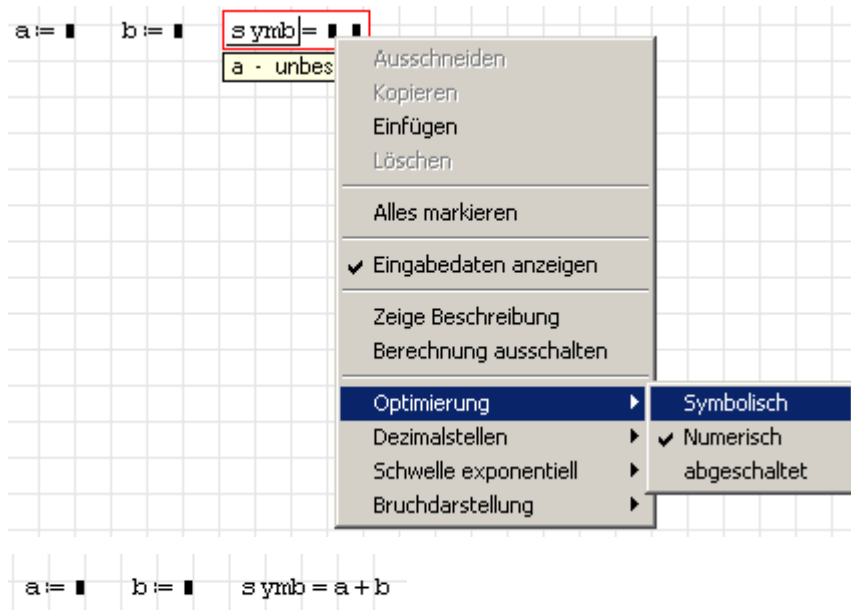 a:= ▮ b:= ▮ symb= ▮ ▮
a - unbes
Ausschneiden
Kopieren
Einfügen
Löschen
Alles markieren
Eingabedaten anzeigen
Zeige Beschreibung
Berechnung ausschalten
Optimierung
Symbolisch
Dezimalstellen
Numerisch
Schwelle exponentiell
abgeschaltet
Bruchdarstellung
a:= ▮ b:= ▮ symb=a+b